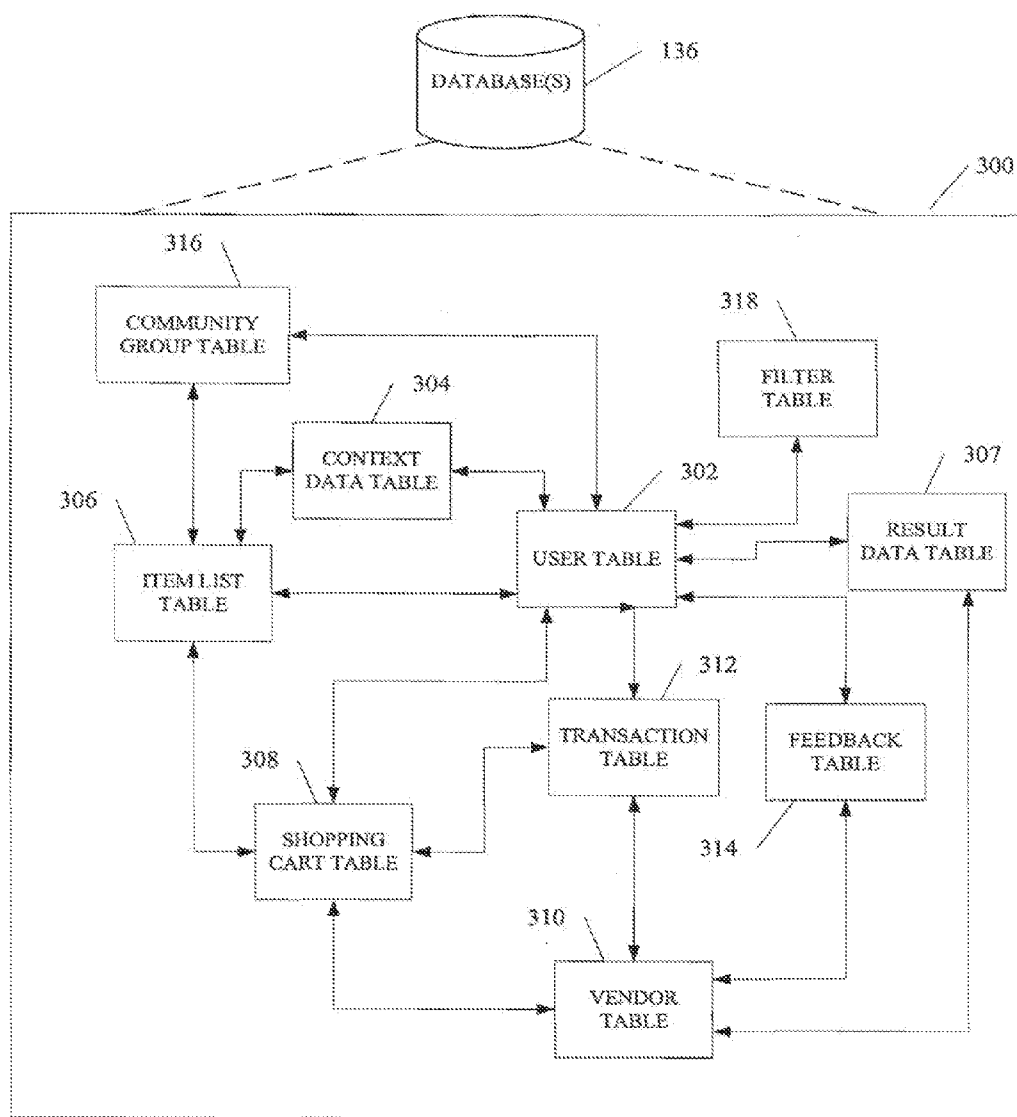 DATABASE(S)
136
300
316
COMMUNITY
GROUP TABLE
318
FILTER
TABLE
304
CONTEXT
DATA TABLE
302
307
306
USER TABLE
RESULT
DATA TABLE
ITEM LIST
TABLE
312
TRANSACTION
TABLE
FEEDBACK
TABLE
308
SHOPPING
CART TABLE
314
310
VENDOR
TABLE